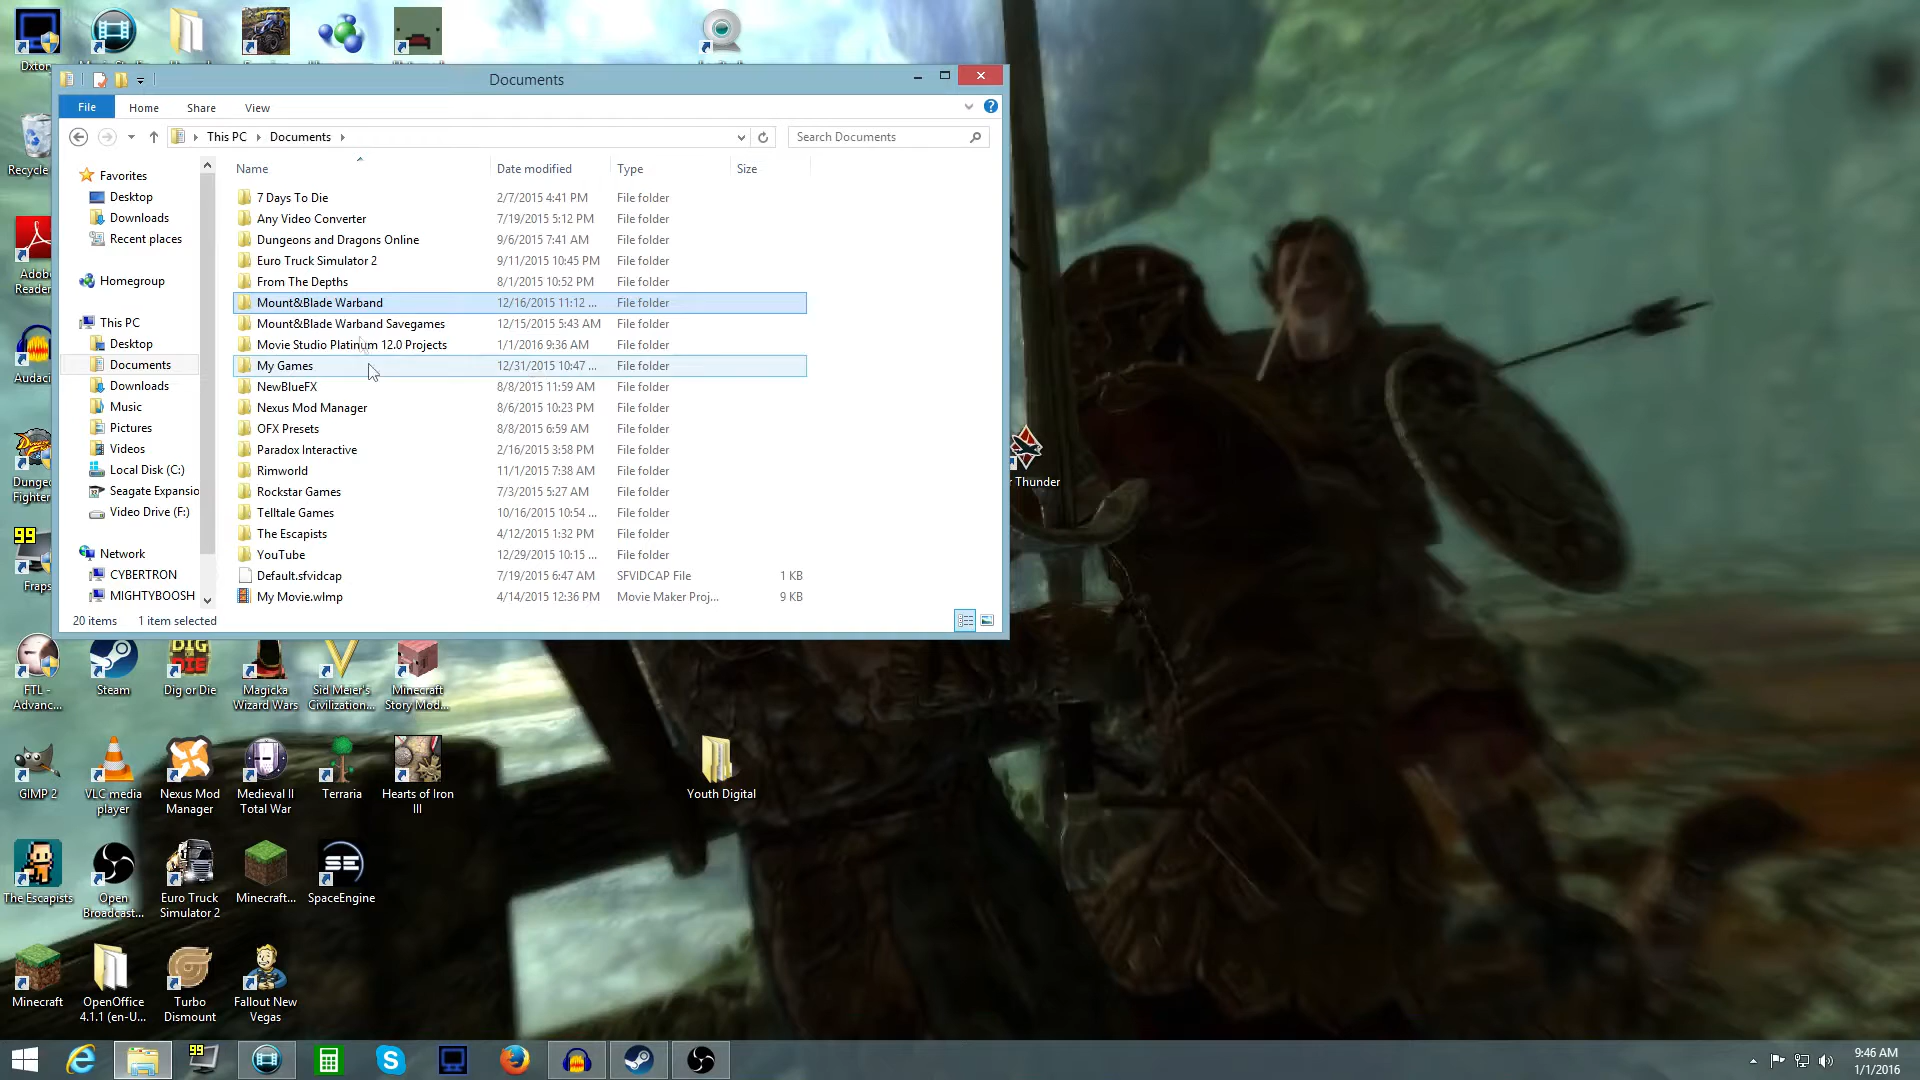 Documents
File Home Share View
This PC Documents
Search Documents
Name Date modified Type Size
Favorites
Desktop
Downloads
Recent places
Homegroup
This PC
Desktop
Documents
Downloads
Music
Pictures
Videos
Local Disk (C:)
Seagate Expansio
Video Drive (F:)
Network
CYBERTRON
MIGHTYBOOSH
7 Days To Die 2/7/2015 4:41 PM File folder
Any Video Converter 7/19/2015 5:12 PM File folder
Dungeons and Dragons Online 9/6/2015 7:41 AM File folder
Euro Truck Simulator 2 9/11/2015 10:45 PM File folder
From The Depths 8/1/2015 10:52 PM File folder
Mount&Blade Warband 12/16/2015 11:12 ... File folder
Mount&Blade Warband Savegames 12/15/2015 5:43 AM File folder
Movie Studio Platinum 12.0 Projects 1/1/2016 9:36 AM File folder
My Games 12/31/2015 10:47 ... File folder
NewBlueFX 8/8/2015 11:59 AM File folder
Nexus Mod Manager 8/6/2015 10:23 PM File folder
OFX Presets 8/8/2015 6:59 AM File folder
Paradox Interactive 2/16/2015 3:58 PM File folder
Rimworld 11/1/2015 7:38 AM File folder
Rockstar Games 7/3/2015 5:27 AM File folder
Telltale Games 10/16/2015 10:54 ... File folder
The Escapists 4/12/2015 1:32 PM File folder
YouTube 12/29/2015 10:15 ... File folder
Default.sfvidcap 7/19/2015 6:47 AM SFVIDCAP File 1 KB
My Movie.wlmp 4/14/2015 12:36 PM Movie Maker Proj... 9 KB
20 items 1 item selected
Recycle
Adob
Reader
Audaci
Dunge
Fighter
99
Fraps
r Thunder
DIG
DIE
FTL -
Advanc...
Steam
Dig or Die
Magicka
Wizard Wars
Sid Meier's
Civilization...
Minecraft
Story Mod...
GIMP 2
VLC media
player
Nexus Mod
Manager
Medieval II
Total War
Terraria
Hearts of Iron
III
Youth Digital
SE
The Escapists
Open
Broadcast...
Euro Truck
Simulator 2
Minecraft...
SpaceEngine
Minecraft
OpenOffice
4.1.1 (en-U...
Turbo
Dismount
Fallout New
Vegas
99
9:46 AM
1/1/2016